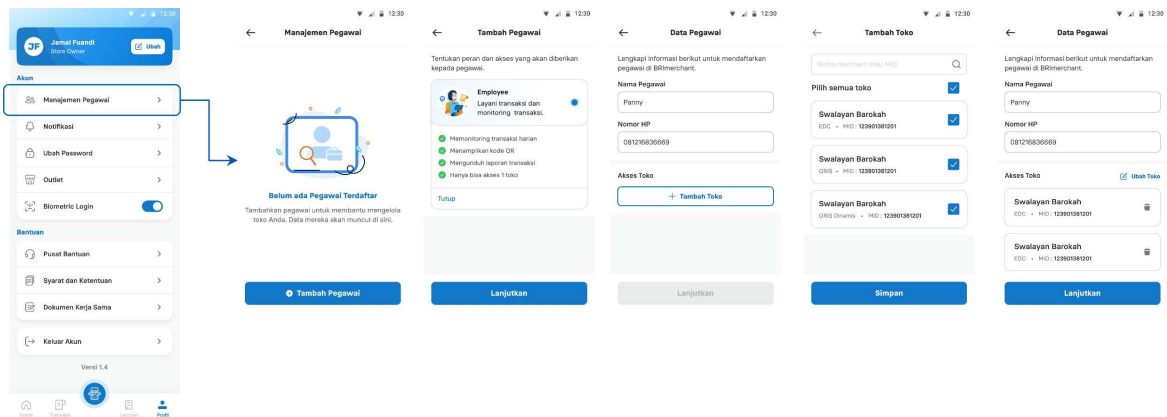 12:30
JF
Jamal Fuandi
Store Owner
Ubah
Akun
Manajemen Pegawai
Notifikasi
Ubah Password
Outlet
Biometric Login
Bantuan
Pusat Bantuan
Syarat dan Ketentuan
Dokumen Kerja Sama
Keluar Akun
Versi 1.4
Home
Transaksi
Laporan
Profil
12:30
Manajemen Pegawai
Belum ada Pegawai Terdaftar
Tambahkan pegawai untuk membantu mengelola
toko Anda. Data mereka akan muncul di sini.
Tambah Pegawai
12:30
Tambah Pegawai
Tentukan peran dan akses yang akan diberikan
kepada pegawai.
Employee
Layani transaksi dan
monitoring transaksi.
Memonitoring transaksi harian
Menampilkan kode QR
Mengunduh laporan transaksi
Hanya bisa akses 1 toko
Tutup
Lanjutkan
12:30
Data Pegawai
Lengkapi informasi berikut untuk mendaftarkan
pegawai di BRImerchant.
Nama Pegawai
Panny
Nomor HP
081216836669
Akses Toko
+ Tambah Toko
Lanjutkan
12:30
Tambah Toko
Nama merchant atau MID
Pilih semua toko
Swalayan Barokah
EDC • MID : 123901381201
Swalayan Barokah
QRIS • MID : 123901381201
Swalayan Barokah
QRIS Dinamis • MID : 123901381201
Simpan
12:30
Data Pegawai
Lengkapi informasi berikut untuk mendaftarkan
pegawai di BRImerchant.
Nama Pegawai
Panny
Nomor HP
081216836669
Akses Toko
Ubah Toko
Swalayan Barokah
EDC • MID : 123901381201
Swalayan Barokah
EDC • MID : 123901381201
Lanjutkan